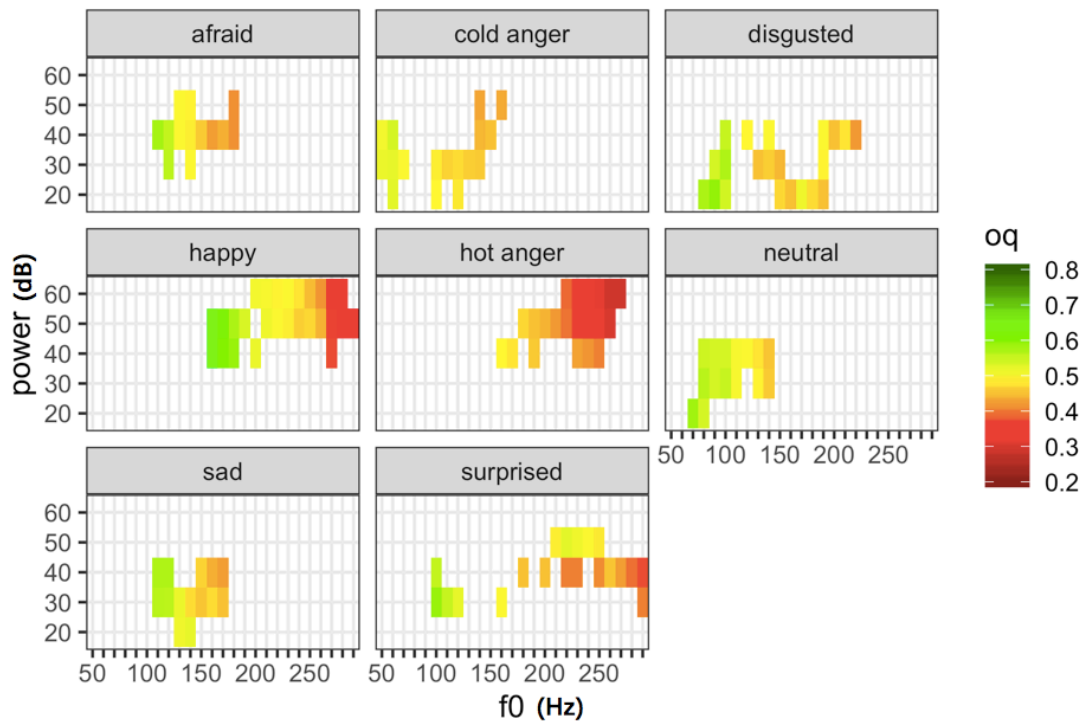 afraid cold anger disgusted
60
50
40
30
20
happy hot anger neutral
60
50
40
30
20
50 100 150 200 250
sad surprised
60
50
40
30
20
50 100 150 200 250 50 100 150 200 250
power (dB)
f0 (Hz)
oq
0.8
0.7
0.6
0.5
0.4
0.3
0.2